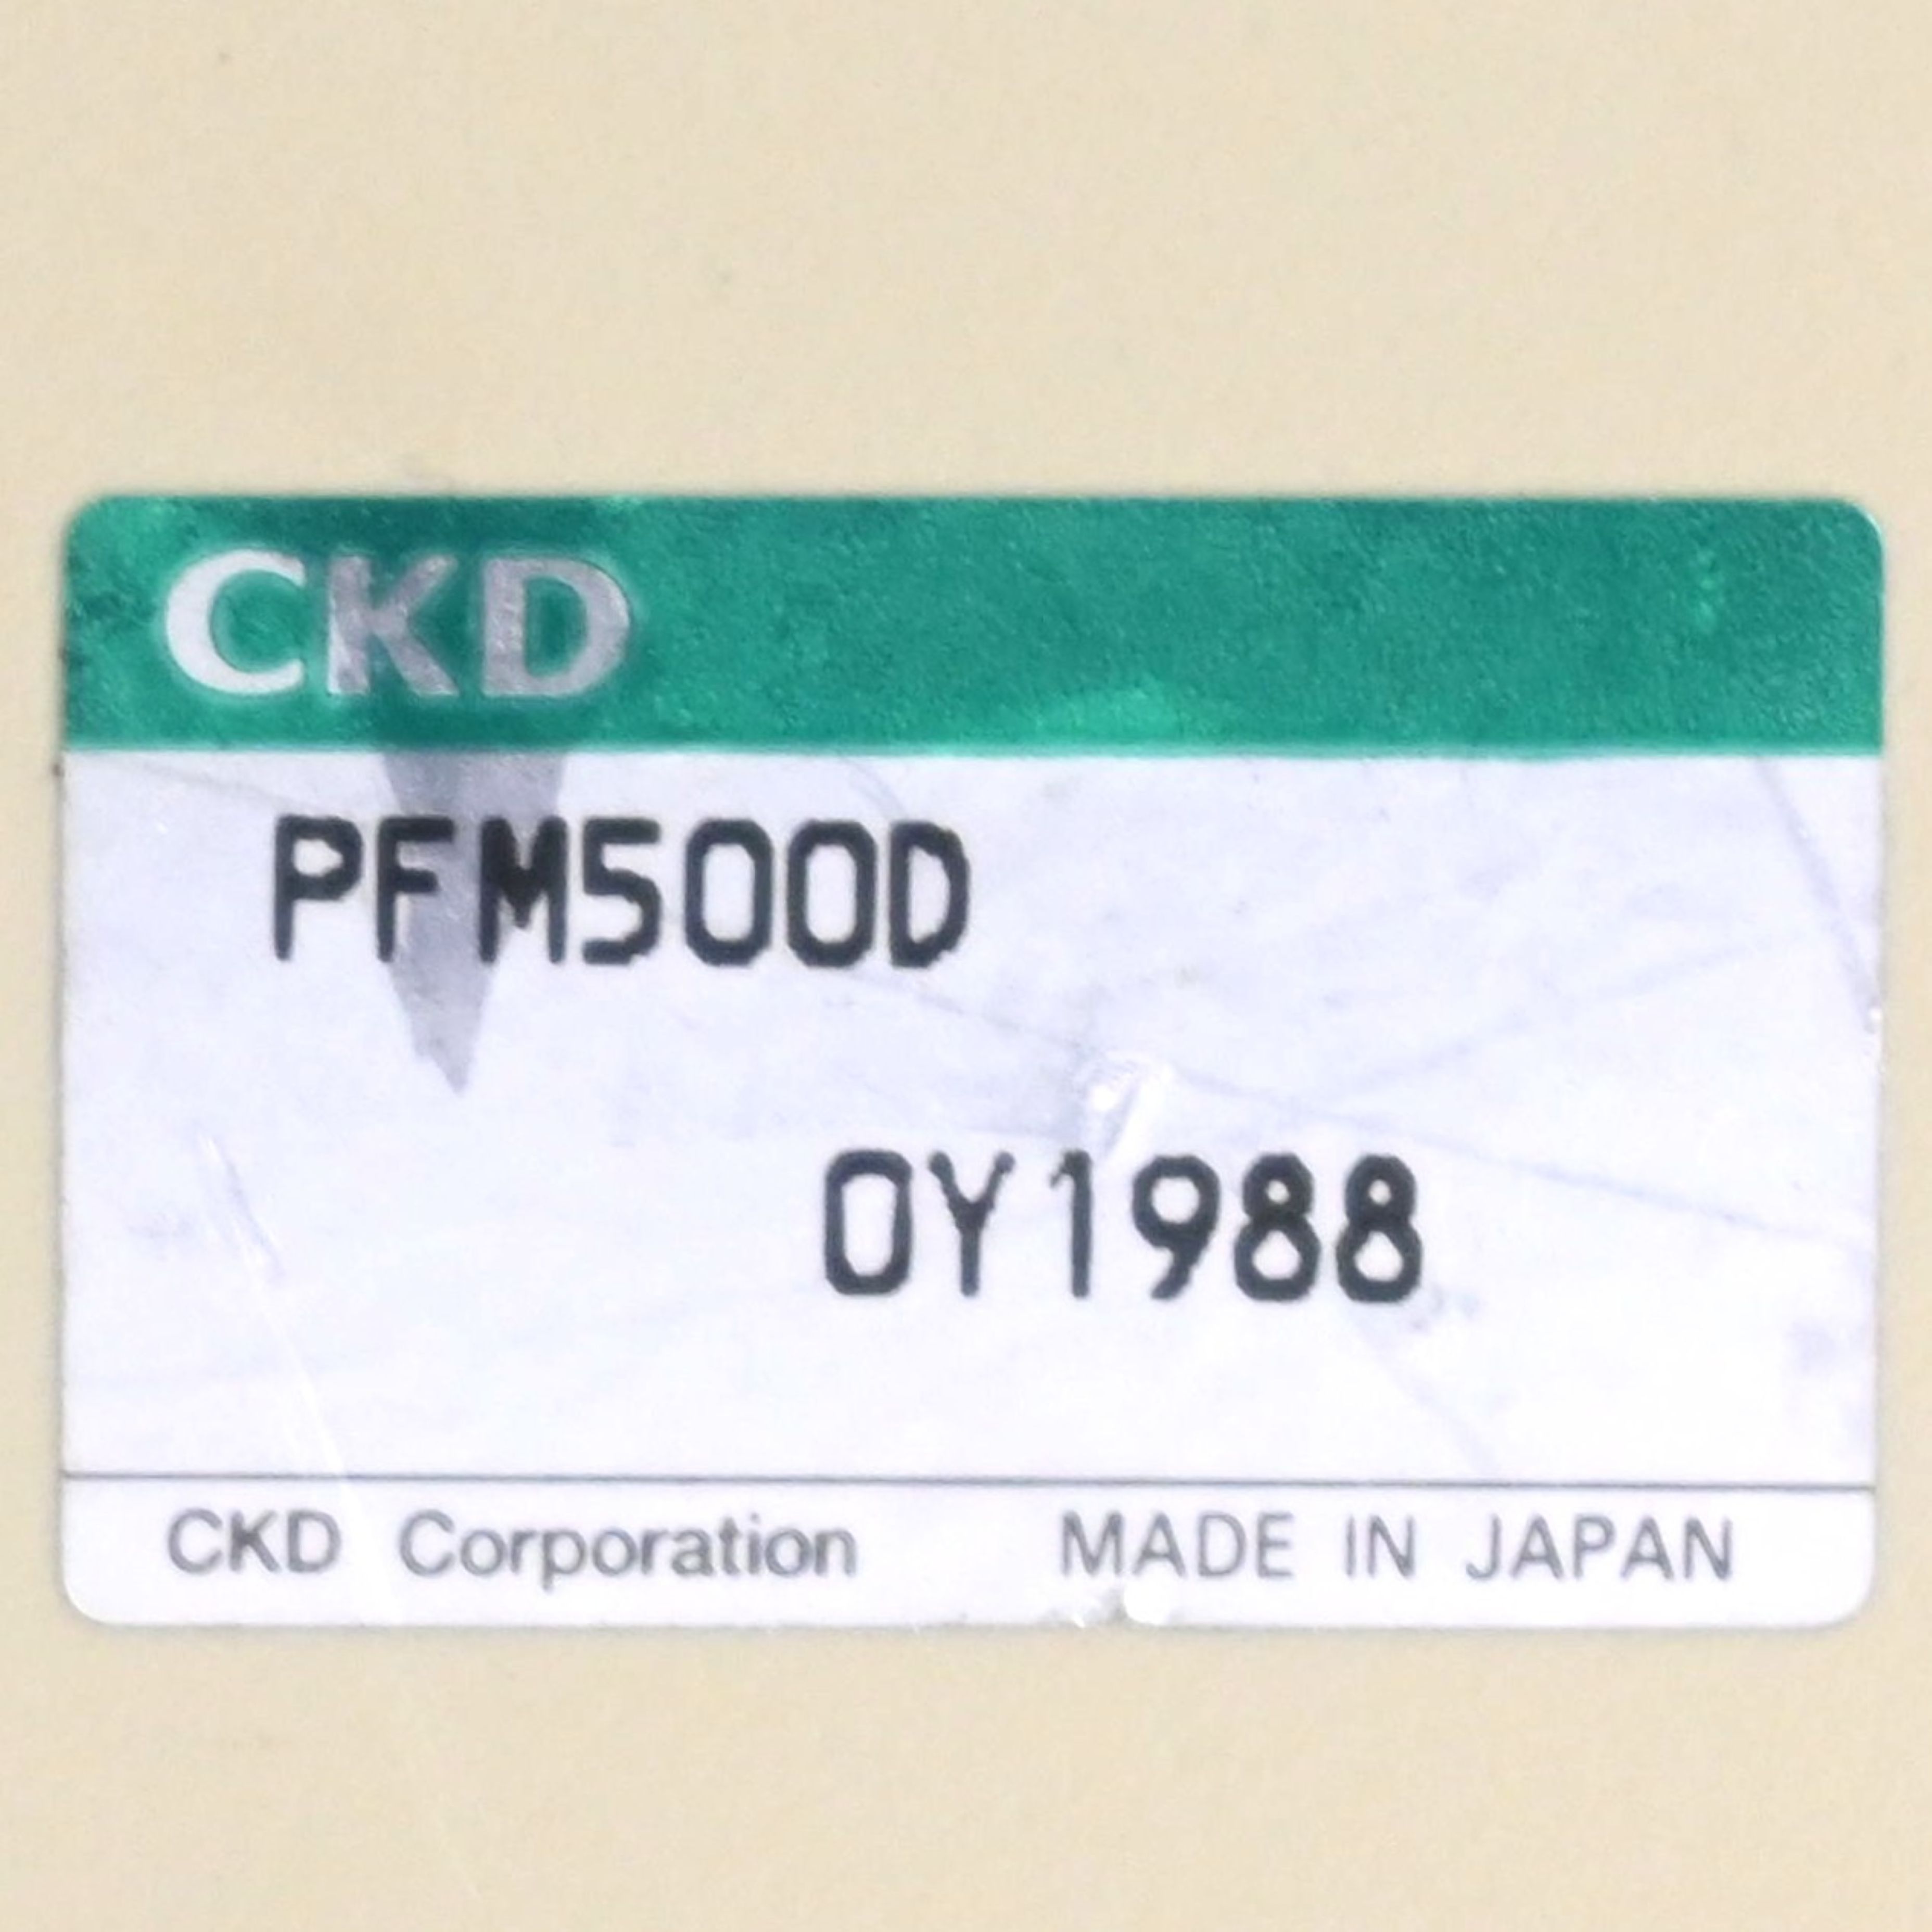 CKD
PFM500D
0Y1988
CKD Corporation MADE IN JAPAN